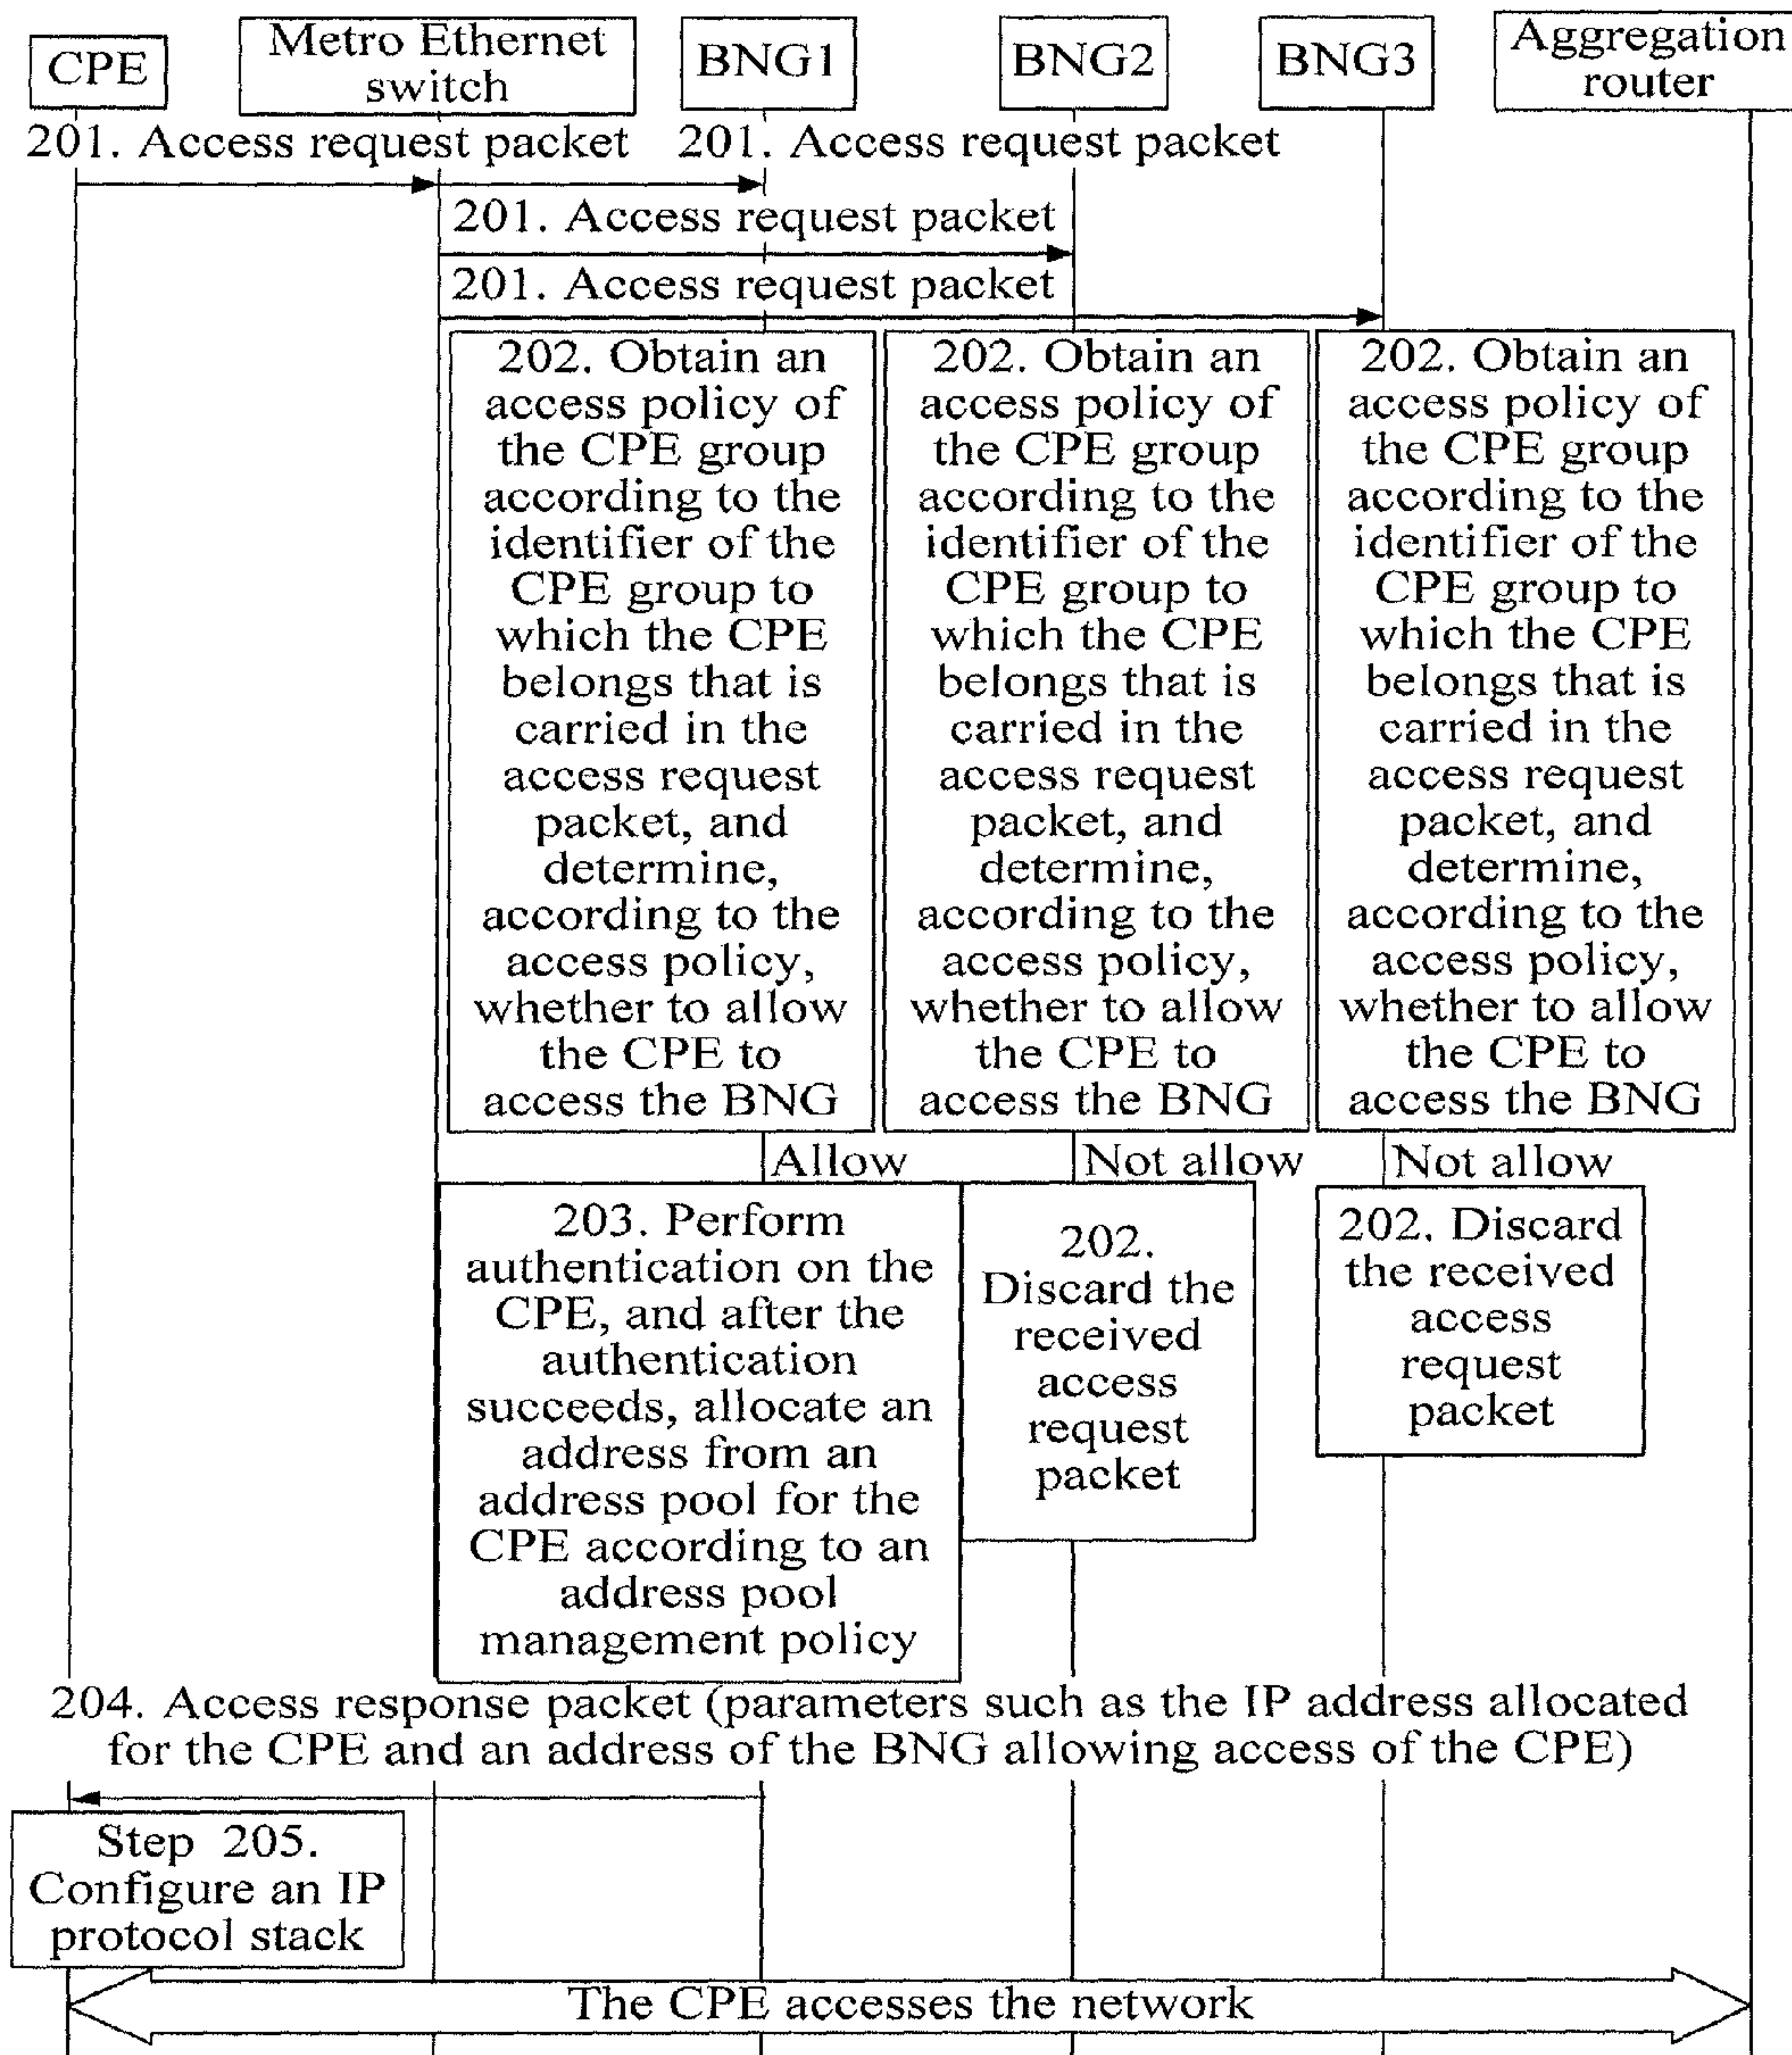 CPE
Metro Ethernet
switch
BNG1
BNG2
BNG3
Aggregation
router
201. Access request packet
201. Access request packet
201. Access request packet
201. Access request packet
202. Obtain an
access policy of
the CPE group
according to the
identifier of the
CPE group to
which the CPE
belongs that is
carried in the
access request
packet, and
determine,
according to the
access policy,
whether to allow
the CPE to
access the BNG
202. Obtain an
access policy of
the CPE group
according to the
identifier of the
CPE group to
which the CPE
belongs that is
carried in the
access request
packet, and
determine,
according to the
access policy,
whether to allow
the CPE to
access the BNG
202. Obtain an
access policy of
the CPE group
according to the
identifier of the
CPE group to
which the CPE
belongs that is
carried in the
access request
packet, and
determine,
according to the
access policy,
whether to allow
the CPE to
access the BNG
Allow
Not allow
Not allow
203. Perform
authentication on the
CPE, and after the
authentication
succeeds, allocate an
address from an
address pool for the
CPE according to an
address pool
management policy
202.
Discard the
received
access
request
packet
202. Discard
the received
access
request
packet
204. Access response packet (parameters such as the IP address allocated
for the CPE and an address of the BNG allowing access of the CPE)
Step 205.
Configure an IP
protocol stack
The CPE accesses the network